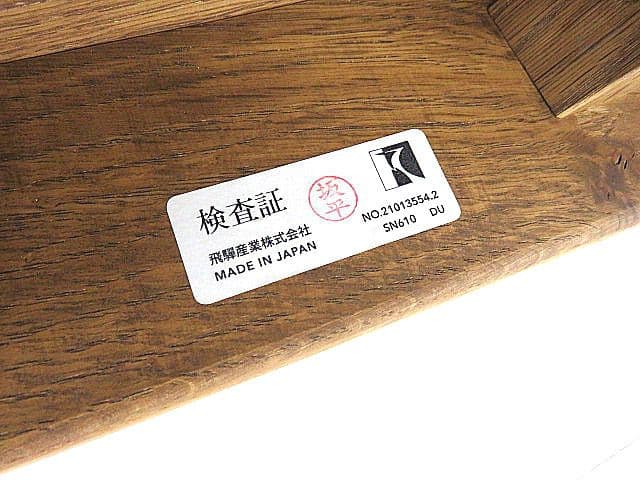 検査証
坂
平
飛驒産業株式会社
MADE IN JAPAN
NO.21013554.2
SN610 DU